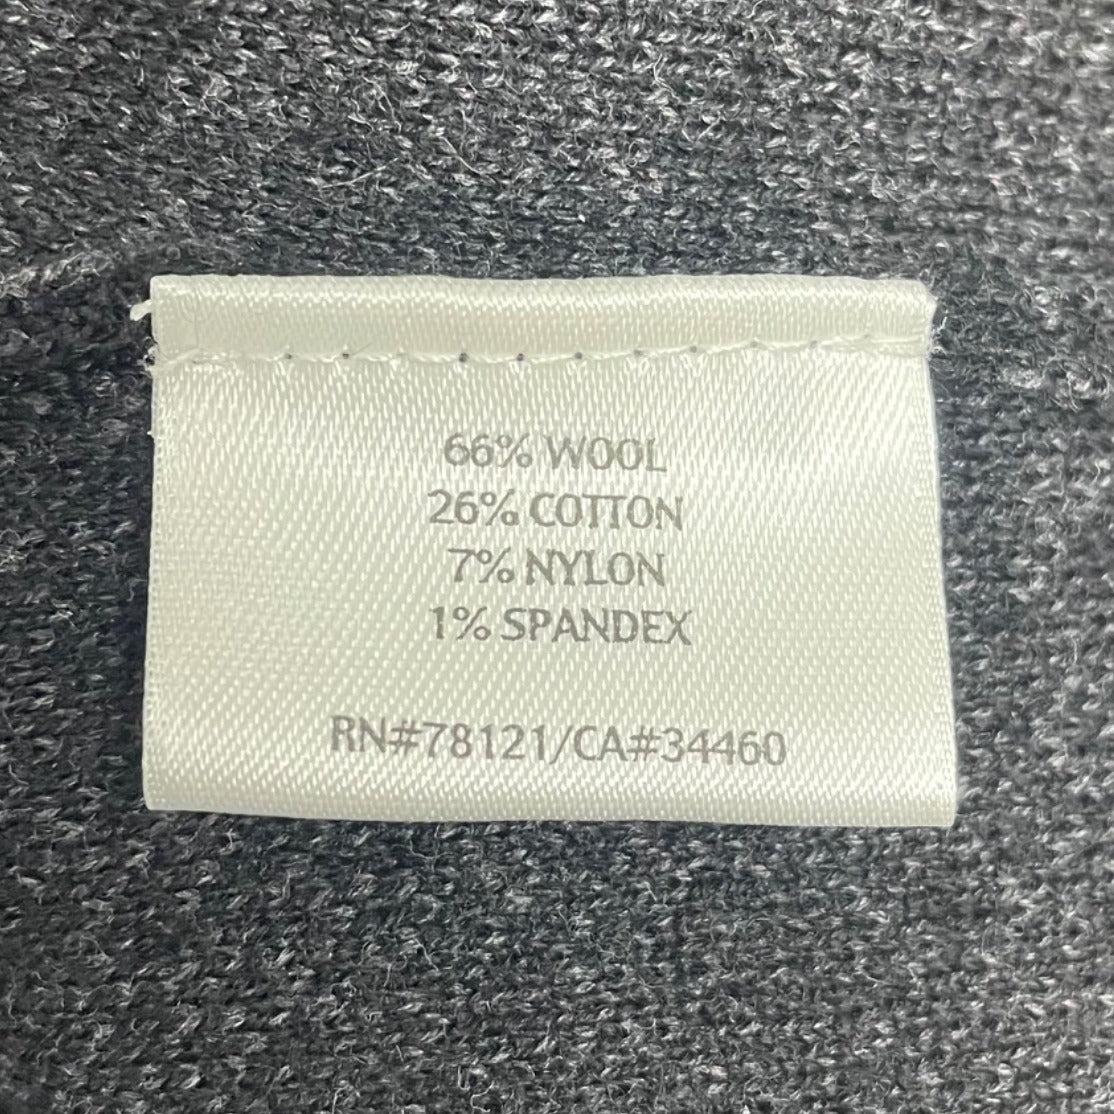 66% WOOL
26% COTTON
7% NYLON
1% SPANDEX
RN#78121/CA#34460